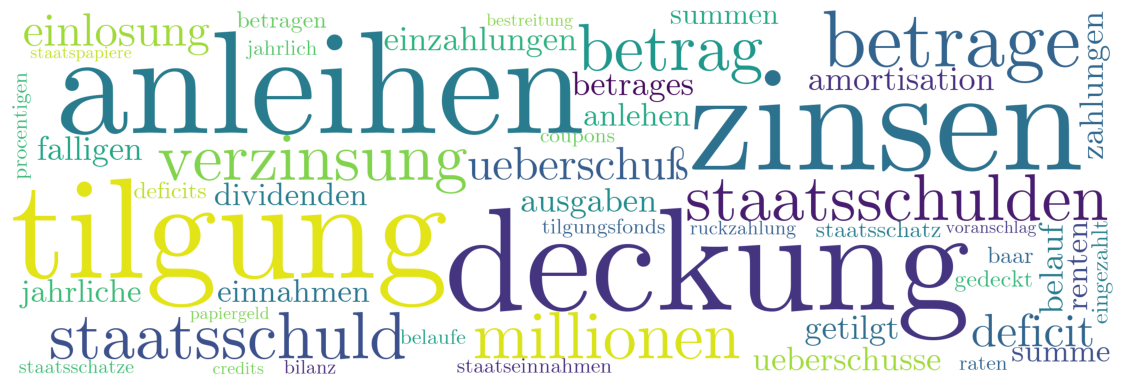 einlosung
betragen
bestreitung
summen
staatspapiere
jahrlich
einzahlungen
betrag
betrage
zahlungen
anleihen
betrages
amortisation
procentigen
falligen
anlehen
coupons
zinsen
verzinsung
ueberschuß
deficits
dividenden
ausgaben
staatsschulden
tilgung
deckung
tilgungsfonds
ruckzahlung
staatsschatz
voranschlag
belauf
renten
eingezahlt
baar
gedeckt
jahrliche
einnahmen
papiergeld
staatsschuld
belaufe
millionen
getilgt
deficit
summe
ueberschusse
raten
staatsschatze
credits
bilanz
staatseinnahmen